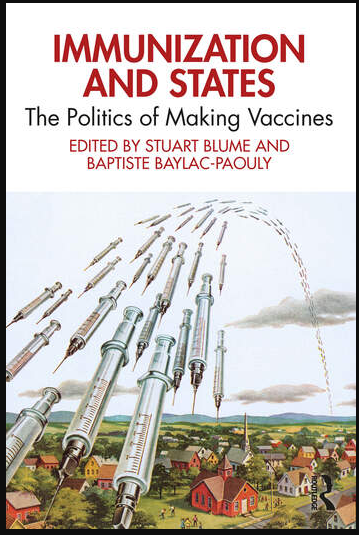 IMMUNIZATION
AND STATES
The Politics of Making Vaccines
EDITED BY STUART BLUME AND
BAPTISTE BAYLAC-PAOULY
ROUTLEDGE